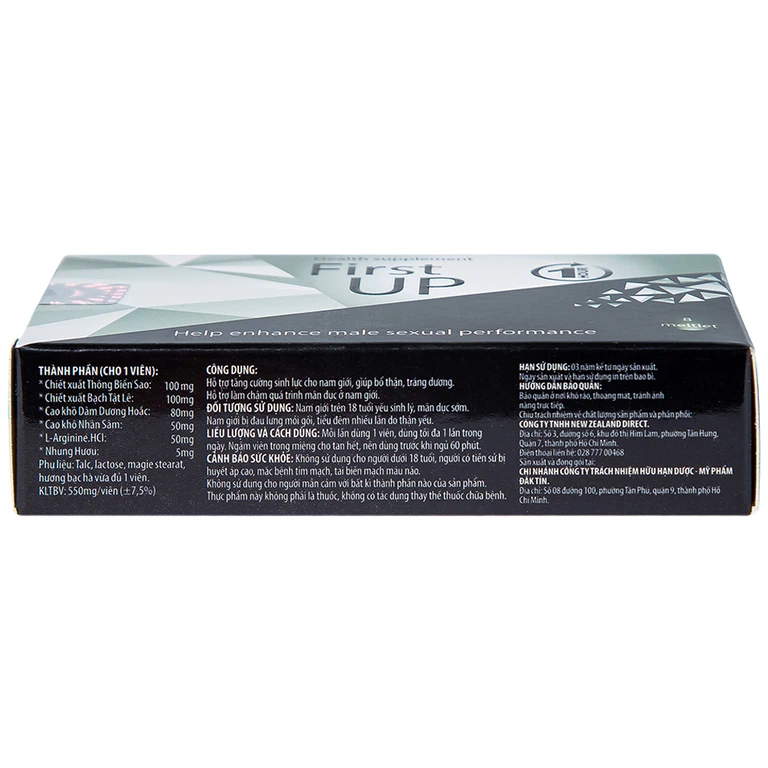 Health supplement
First
UP
1
HOUR
Help enhance male sexual performance
8
meltlet
THÀNH PHẦN (CHO 1 VIÊN):
* Chiết xuất Thông Biển Sao: 100mg
* Chiết xuất Bạch Tật Lê: 100mg
* Cao khô Dâm Dương Hoắc: 80mg
* Cao khô Nhân Sâm: 50mg
* L-Arginine.HCl: 50mg
* Nhung Hươu: 5mg
Phụ liệu: Talc, lactose, magie stearat,
hương bạc hà vừa đủ 1 viên.
KLTBV: 550mg/viên (±7,5%)
CÔNG DỤNG:
Hỗ trợ tăng cường sinh lực cho nam giới, giúp bổ thận, tráng dương.
Hỗ trợ làm chậm quá trình mãn dục ở nam giới.
ĐỐI TƯỢNG SỬ DỤNG: Nam giới trên 18 tuổi yếu sinh lý, mãn dục sớm.
Nam giới bị đau lưng mỏi gối, tiểu đêm nhiều lần do thận yếu.
LIỀU LƯỢNG VÀ CÁCH DÙNG: Mỗi lần dùng 1 viên, dùng tối đa 1 lần trong
ngày. Ngậm viên trong miệng cho tan hết, nên dùng trước khi ngủ 60 phút.
CẢNH BÁO SỨC KHỎE: Không sử dụng cho người dưới 18 tuổi, người có tiền sử bị
huyết áp cao, mắc bệnh tim mạch, tai biến mạch máu não.
Không sử dụng cho người mẫn cảm với bất kì thành phần nào của sản phẩm.
Thực phẩm này không phải là thuốc, không có tác dụng thay thế thuốc chữa bệnh.
HẠN SỬ DỤNG: 03 năm kể từ ngày sản xuất.
Ngày sản xuất và hạn sử dụng in trên bao bì.
HƯỚNG DẪN BẢO QUẢN:
Bảo quản ở nơi khô ráo, thoáng mát, tránh ánh
nắng trực tiếp.
Chịu trách nhiệm về chất lượng sản phẩm và phân phối:
CÔNG TY TNHH NEW ZEALAND DIRECT.
Địa chỉ: Số 3, đường số 6, khu đô thị Him Lam, phường Tân Hưng,
quận 7, thành phố Hồ Chí Minh.
Điện thoại liên hệ: 028 777 00468
Sản xuất và đóng gói tại:
CHI NHÁNH CÔNG TY TRÁCH NHIỆM HỮU HẠN DƯỢC - MỸ PHẨM
ĐẮK TÍN.
Địa chỉ: Số 08 đường 100, phường Tân Phú, quận 9, thành phố Hồ
Chí Minh.